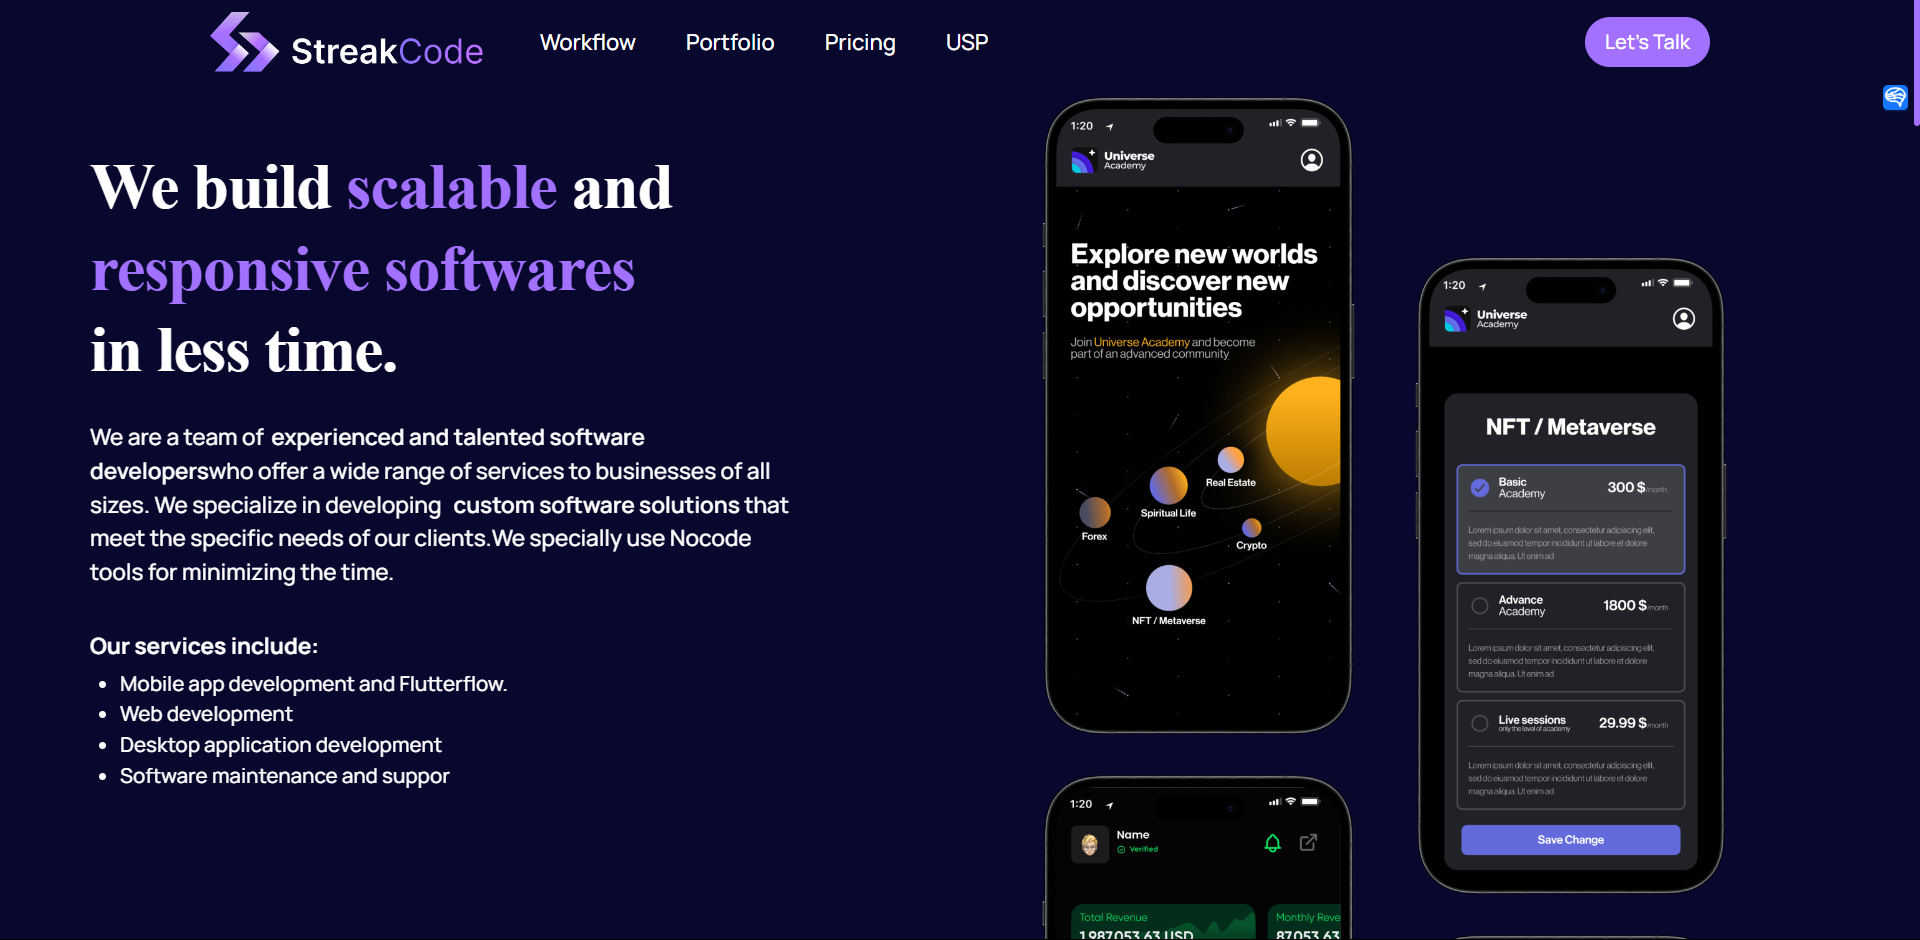 StreakCode
Workflow
Portfolio
Pricing
USP
Let's Talk
We build scalable and
responsive softwares
in less time.
We are a team of experienced and talented software
developerswho offer a wide range of services to businesses of all
sizes. We specialize in developing custom software solutions that
meet the specific needs of our clients.We specially use Nocode
tools for minimizing the time.
Our services include:
• Mobile app development and Flutterflow.
• Web development
• Desktop application development
• Software maintenance and suppor
1:20
Universe
Academy
Explore new worlds
and discover new
opportunities
Join Universe Academy and become
part of an advanced community
Real Estate
Spiritual Life
Forex
Crypto
NFT / Metaverse
1:20
Name
Verified
Total Revenue
1,987,053.63 USD
Monthly Reve
87,053.63
1:20
Universe
Academy
NFT / Metaverse
Basic
Academy
300 $/month
Lorem ipsum dolor sit amet, consectetur adipiscing elit,
sed do eiusmod tempor incididunt ut labore et dolore
magna aliqua. Ut enim ad
Advance
Academy
1800 $/month
Lorem ipsum dolor sit amet, consectetur adipiscing elit,
sed do eiusmod tempor incididunt ut labore et dolore
magna aliqua. Ut enim ad
Live sessions
only the level of academy
29.99 $/month
Lorem ipsum dolor sit amet, consectetur adipiscing elit,
sed do eiusmod tempor incididunt ut labore et dolore
magna aliqua. Ut enim ad
Save Change